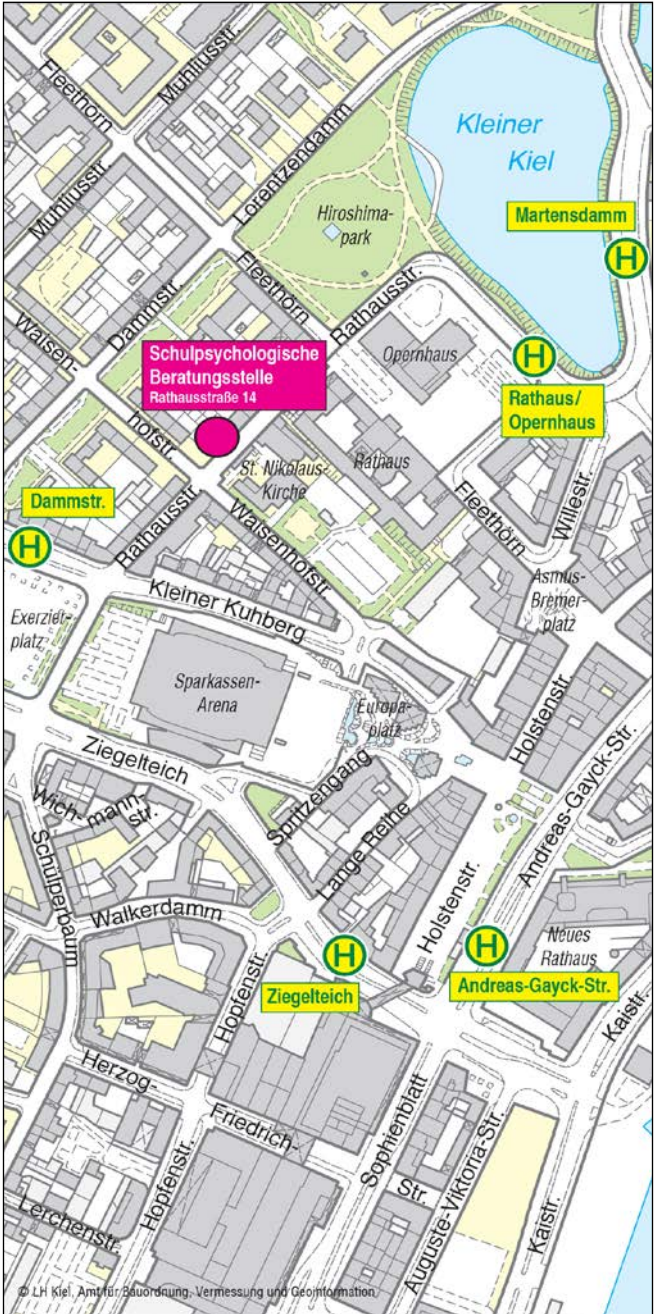 Fleethörn
Muhliusstr.
Lorentzendamm
Kleiner
Kiel
Martensdamm
H
Hiroshima-
park
Muhliusstr.
Dammstr.
Fleethörn
Rathausstr.
Waisen-
hofstr.
Schulpsychologische
Beratungsstelle
Rathausstraße 14
Opernhaus
H
Rathaus/
Opernhaus
Rathaus
St. Nikolaus-
Kirche
Dammstr.
H
Rathausstr.
Waisenhofstr.
Fleethörn
Willestr.
Asmus-
Bremer-
platz
Exerzier-
platz
Kleiner Kuhberg
Sparkassen-
Arena
Europa-
platz
Holstenstr.
Ziegelteich
Spritzengang
Andreas-Gayck-Str.
Wich-
mann-
str.
Lange Reihe
Schülperbaum
Walkerdamm
Holstenstr.
H
Ziegelteich
H
Andreas-Gayck-Str.
Neues
Rathaus
Hopfenstr.
Kaistr.
Herzog-
Friedrich-
Str.
Sophienblatt
Auguste-Viktoria-Str.
Hopfenstr.
Kaistr.
Lerchenstr.
© LH Kiel, Amt für Bauordnung, Vermessung und Geoinformation